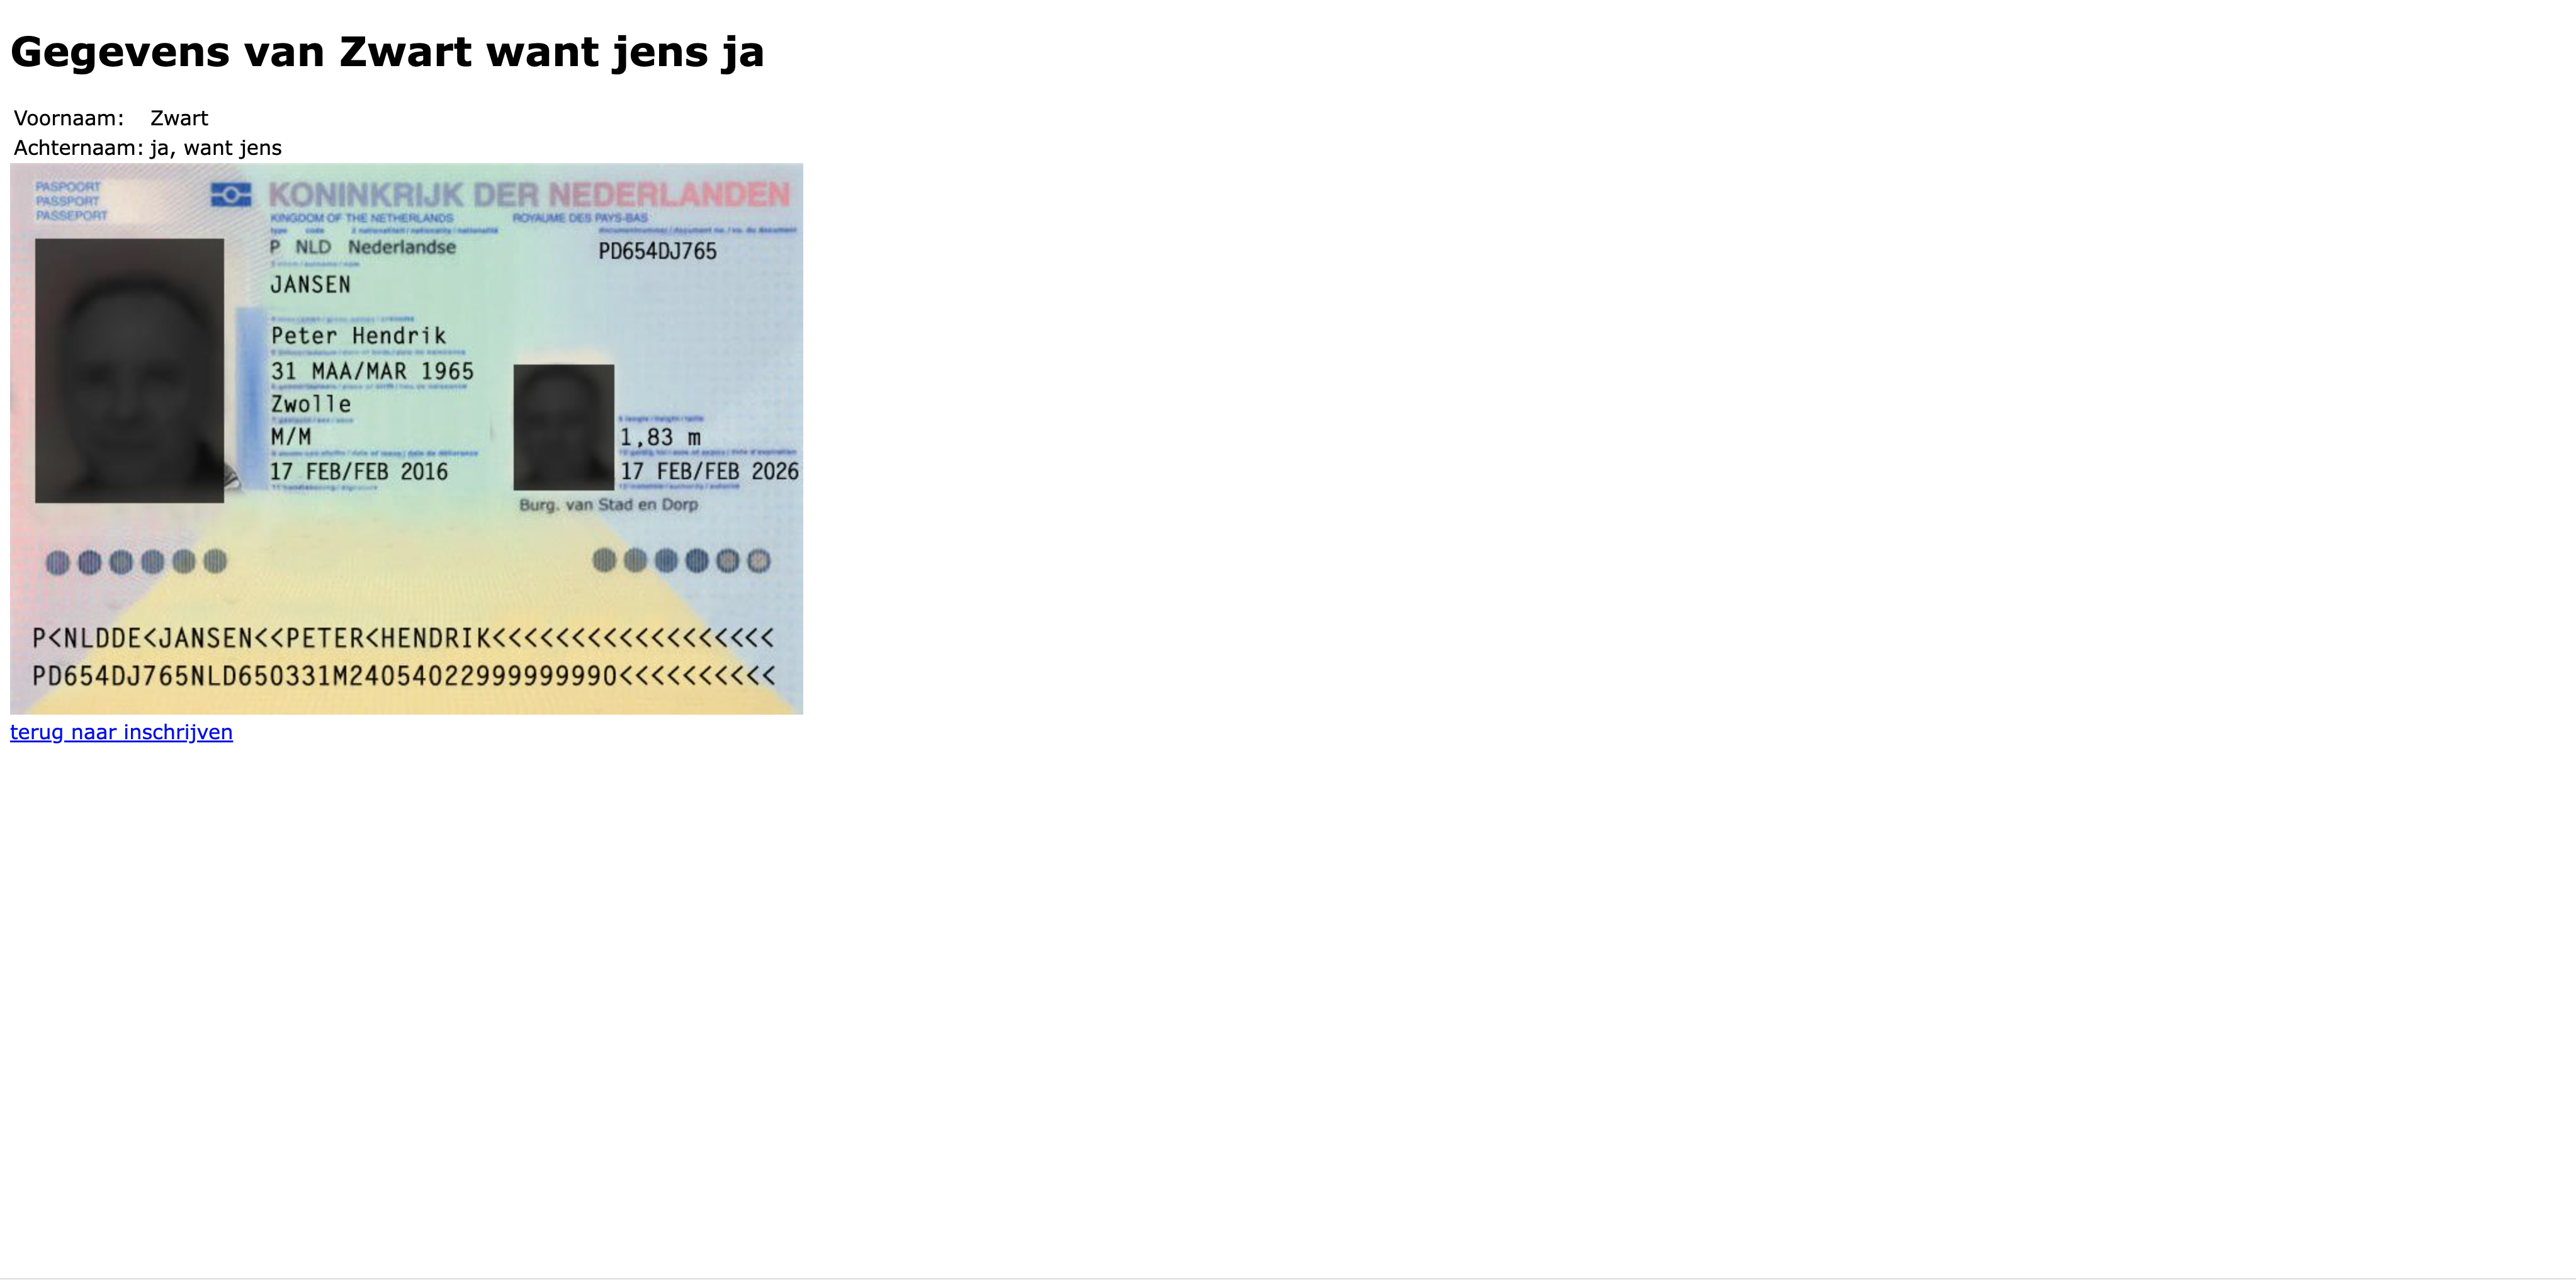 Gegevens van Zwart want jens ja
Voornaam: Zwart
Achternaam: ja, want jens
PASPOORT
PASSPORT
PASSEPORT
KONINKRIJK DER NEDERLANDEN
KINGDOM OF THE NETHERLANDS ROYAUME DES PAYS-BAS
P NLD Nederlandse PD654DJ765
JANSEN
Peter Hendrik
31 MAA/MAR 1965
Zwolle
M/M 1,83 m
17 FEB/FEB 2016 17 FEB/FEB 2026
Burg. van Stad en Dorp
P<NLDDE<JANSEN<<PETER<HENDRIK<<<<<<<<<<<<<<<<<<
PD654DJ765NLD650331M24054022999999990<<<<<<<<<<
terug naar inschrijven